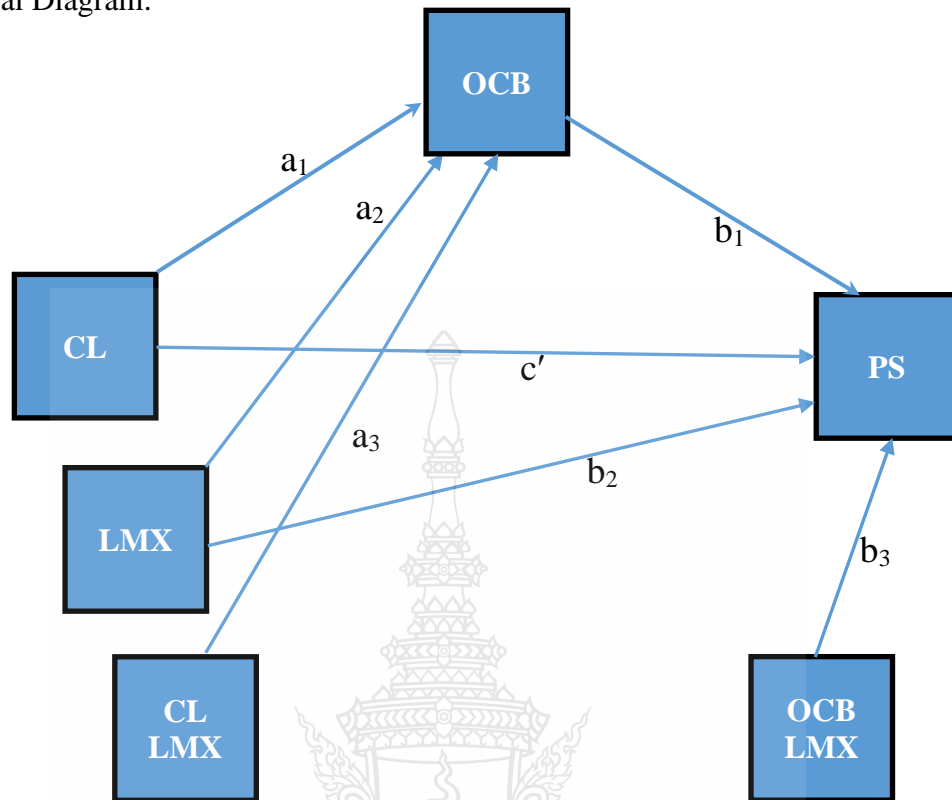 al Diagram.
OCB
a₁
a₂
b₁
CL
PS
c′
a₃
b₂
LMX
b₃
CL
LMX
OCB
LMX